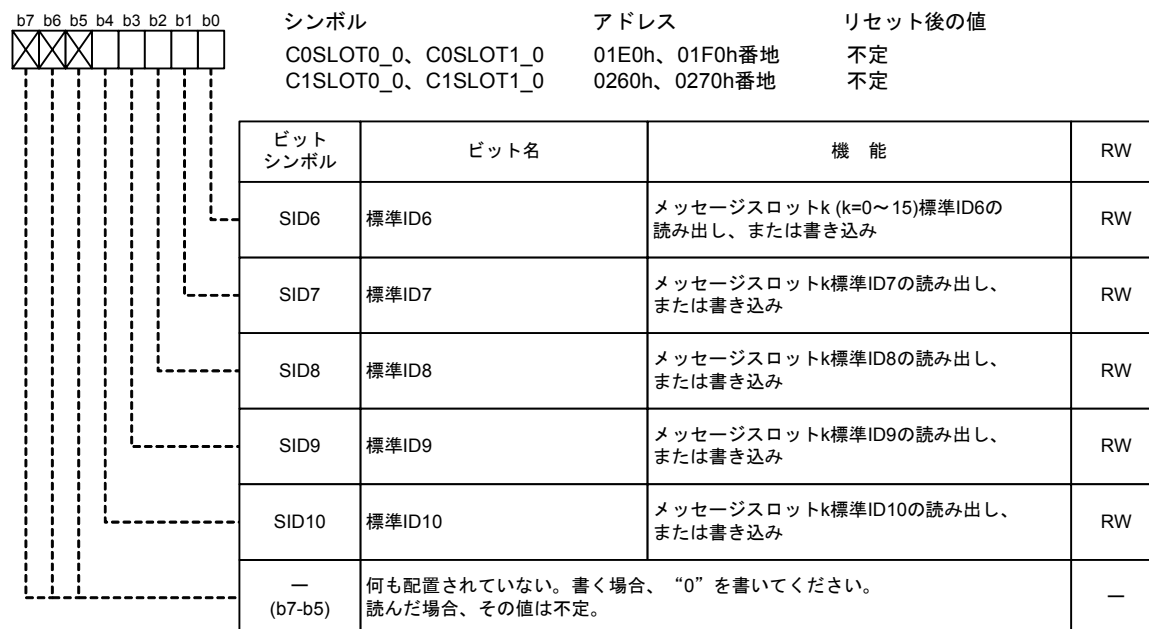 b7 b6 b5 b4 b3 b2 b1 b0
シンボル アドレス リセット後の値
C0SLOT0_0、C0SLOT1_0 01E0h、01F0h番地 不定
C1SLOT0_0、C1SLOT1_0 0260h、0270h番地 不定
ビット
シンボル ビット名 機 能 RW
SID6 標準ID6 メッセージスロットk (k=0～15)標準ID6の
読み出し、または書き込み RW
SID7 標準ID7 メッセージスロットk標準ID7の読み出し、
または書き込み RW
SID8 標準ID8 メッセージスロットk標準ID8の読み出し、
または書き込み RW
SID9 標準ID9 メッセージスロットk標準ID9の読み出し、
または書き込み RW
SID10 標準ID10 メッセージスロットk標準ID10の読み出し、
または書き込み RW
―
(b7-b5) 何も配置されていない。書く場合、“0”を書いてください。
読んだ場合、その値は不定。 ―